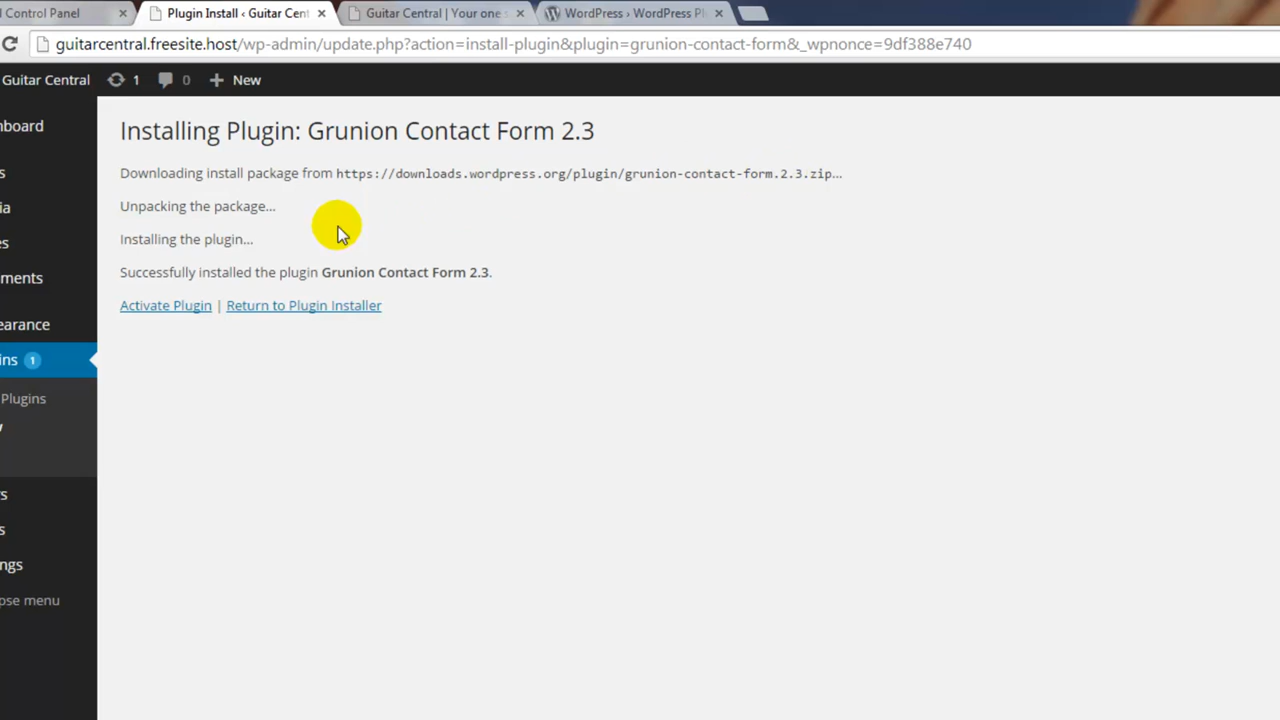 l Control Panel
Plugin Install ‹ Guitar Cent
Guitar Central | Your one s
WordPress › WordPress Pl
guitarcentral.freesite.host/wp-admin/update.php?action=install-plugin&plugin=grunion-contact-form&_wpnonce=9df388e740
Guitar Central 1 0 New
nboard
s
ia
es
ments
earance
ins 1
Plugins
w
rs
s
ngs
pse menu
Installing Plugin: Grunion Contact Form 2.3
Downloading install package from https://downloads.wordpress.org/plugin/grunion-contact-form.2.3.zip…
Unpacking the package…
Installing the plugin…
Successfully installed the plugin Grunion Contact Form 2.3.
Activate Plugin | Return to Plugin Installer